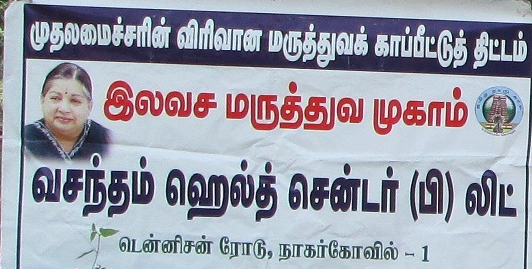 முதலமைச்சரின் விரிவான மருத்துவக் காப்பீட்டுத் திட்டம்
இலவச மருத்துவ முகாம்
வசந்தம் ஹெல்த் சென்டர் (பி) லிட்
டென்னிசன் ரோடு, நாகர்கோவில் - 1